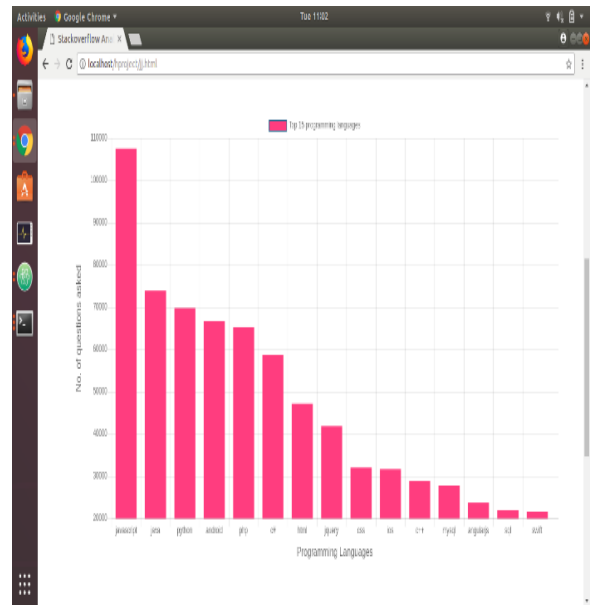 Activities Google Chrome ▾ Tue 11:02
Stackoverflow Ana ×
localhost/hproject/jj.html
Top 15 programming languages
110000
100000
90000
80000
70000
60000
50000
40000
30000
20000
No. of questions asked
javascript java python android php c# html jquery css ios c++ mysql angularjs sql swift
Programming Languages